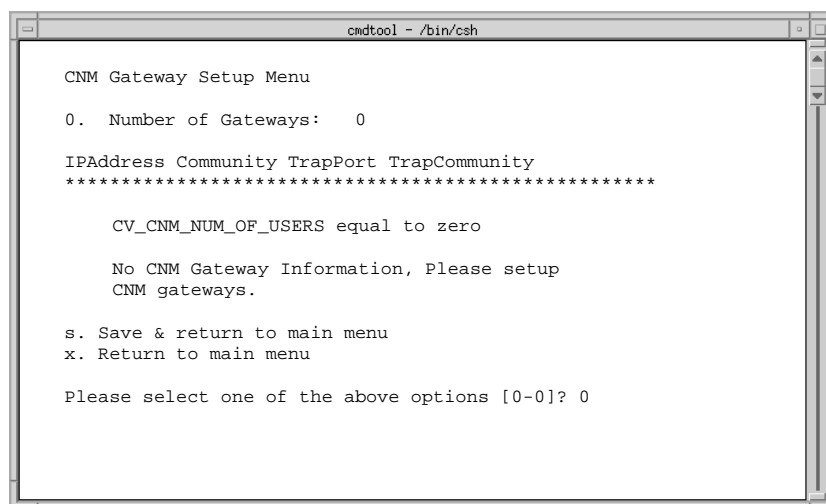 cmdtool - /bin/csh
CNM Gateway Setup Menu
0. Number of Gateways: 0
IPAddress Community TrapPort TrapCommunity
*****************************************************
CV_CNM_NUM_OF_USERS equal to zero
No CNM Gateway Information, Please setup
CNM gateways.
s. Save & return to main menu
x. Return to main menu
Please select one of the above options [0-0]? 0